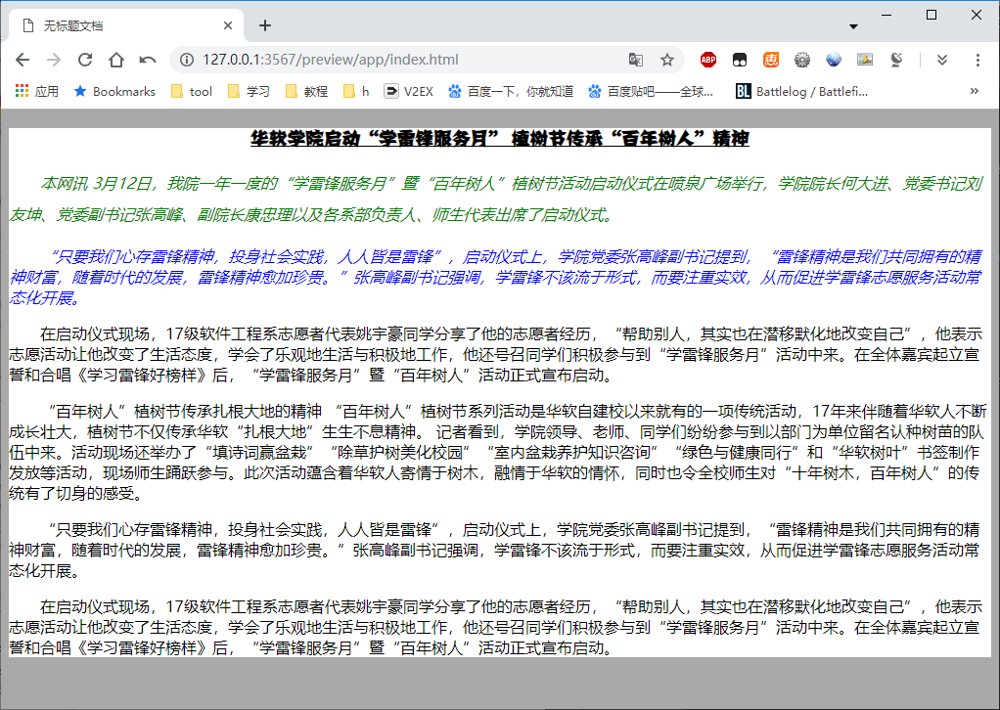 无标题文档
127.0.0.1:3567/preview/app/index.html
ABP
惠
应用
Bookmarks
tool
学习
教程
h
V2EX
百度一下，你就知道
百度贴吧——全球...
BL
Battlelog / Battlefi...
华软学院启动“学雷锋服务月” 植树节传承“百年树人”精神
本网讯 3月12日，我院一年一度的“学雷锋服务月”暨“百年树人”植树节活动启动仪式在喷泉广场举行，学院院长何大进、党委书记刘
友坤、党委副书记张高峰、副院长康忠理以及各系部负责人、师生代表出席了启动仪式。
“只要我们心存雷锋精神，投身社会实践，人人皆是雷锋”，启动仪式上，学院党委张高峰副书记提到，“雷锋精神是我们共同拥有的精
神财富，随着时代的发展，雷锋精神愈加珍贵。”张高峰副书记强调，学雷锋不该流于形式，而要注重实效，从而促进学雷锋志愿服务活动常
态化开展。
在启动仪式现场，17级软件工程系志愿者代表姚宇豪同学分享了他的志愿者经历，“帮助别人，其实也在潜移默化地改变自己”，他表示
志愿活动让他改变了生活态度，学会了乐观地生活与积极地工作，他还号召同学们积极参与到“学雷锋服务月”活动中来。在全体嘉宾起立宣
誓和合唱《学习雷锋好榜样》后，“学雷锋服务月”暨“百年树人”活动正式宣布启动。
“百年树人”植树节传承扎根大地的精神 “百年树人”植树节系列活动是华软自建校以来就有的一项传统活动，17年来伴随着华软人不断
成长壮大，植树节不仅传承华软“扎根大地”生生不息精神。 记者看到，学院领导、老师、同学们纷纷参与到以部门为单位留名认种树苗的队
伍中来。活动现场还举办了“填诗词赢盆栽”“除草护树美化校园”“室内盆栽养护知识咨询”“绿色与健康同行”和“华软树叶”书签制作
发放等活动，现场师生踊跃参与。此次活动蕴含着华软人寄情于树木，融情于华软的情怀，同时也令全校师生对“十年树木，百年树人”的传
统有了切身的感受。
“只要我们心存雷锋精神，投身社会实践，人人皆是雷锋”，启动仪式上，学院党委张高峰副书记提到，“雷锋精神是我们共同拥有的精
神财富，随着时代的发展，雷锋精神愈加珍贵。”张高峰副书记强调，学雷锋不该流于形式，而要注重实效，从而促进学雷锋志愿服务活动常
态化开展。
在启动仪式现场，17级软件工程系志愿者代表姚宇豪同学分享了他的志愿者经历，“帮助别人，其实也在潜移默化地改变自己”，他表示
志愿活动让他改变了生活态度，学会了乐观地生活与积极地工作，他还号召同学们积极参与到“学雷锋服务月”活动中来。在全体嘉宾起立宣
誓和合唱《学习雷锋好榜样》后，“学雷锋服务月”暨“百年树人”活动正式宣布启动。